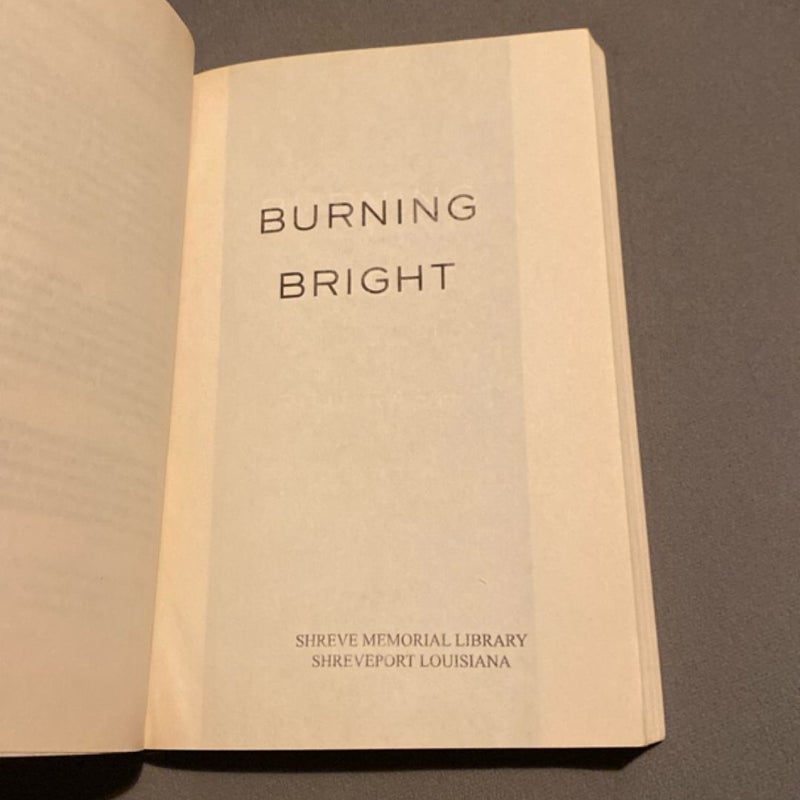 BURNING
BRIGHT
SHREVE MEMORIAL LIBRARY
SHREVEPORT LOUISIANA